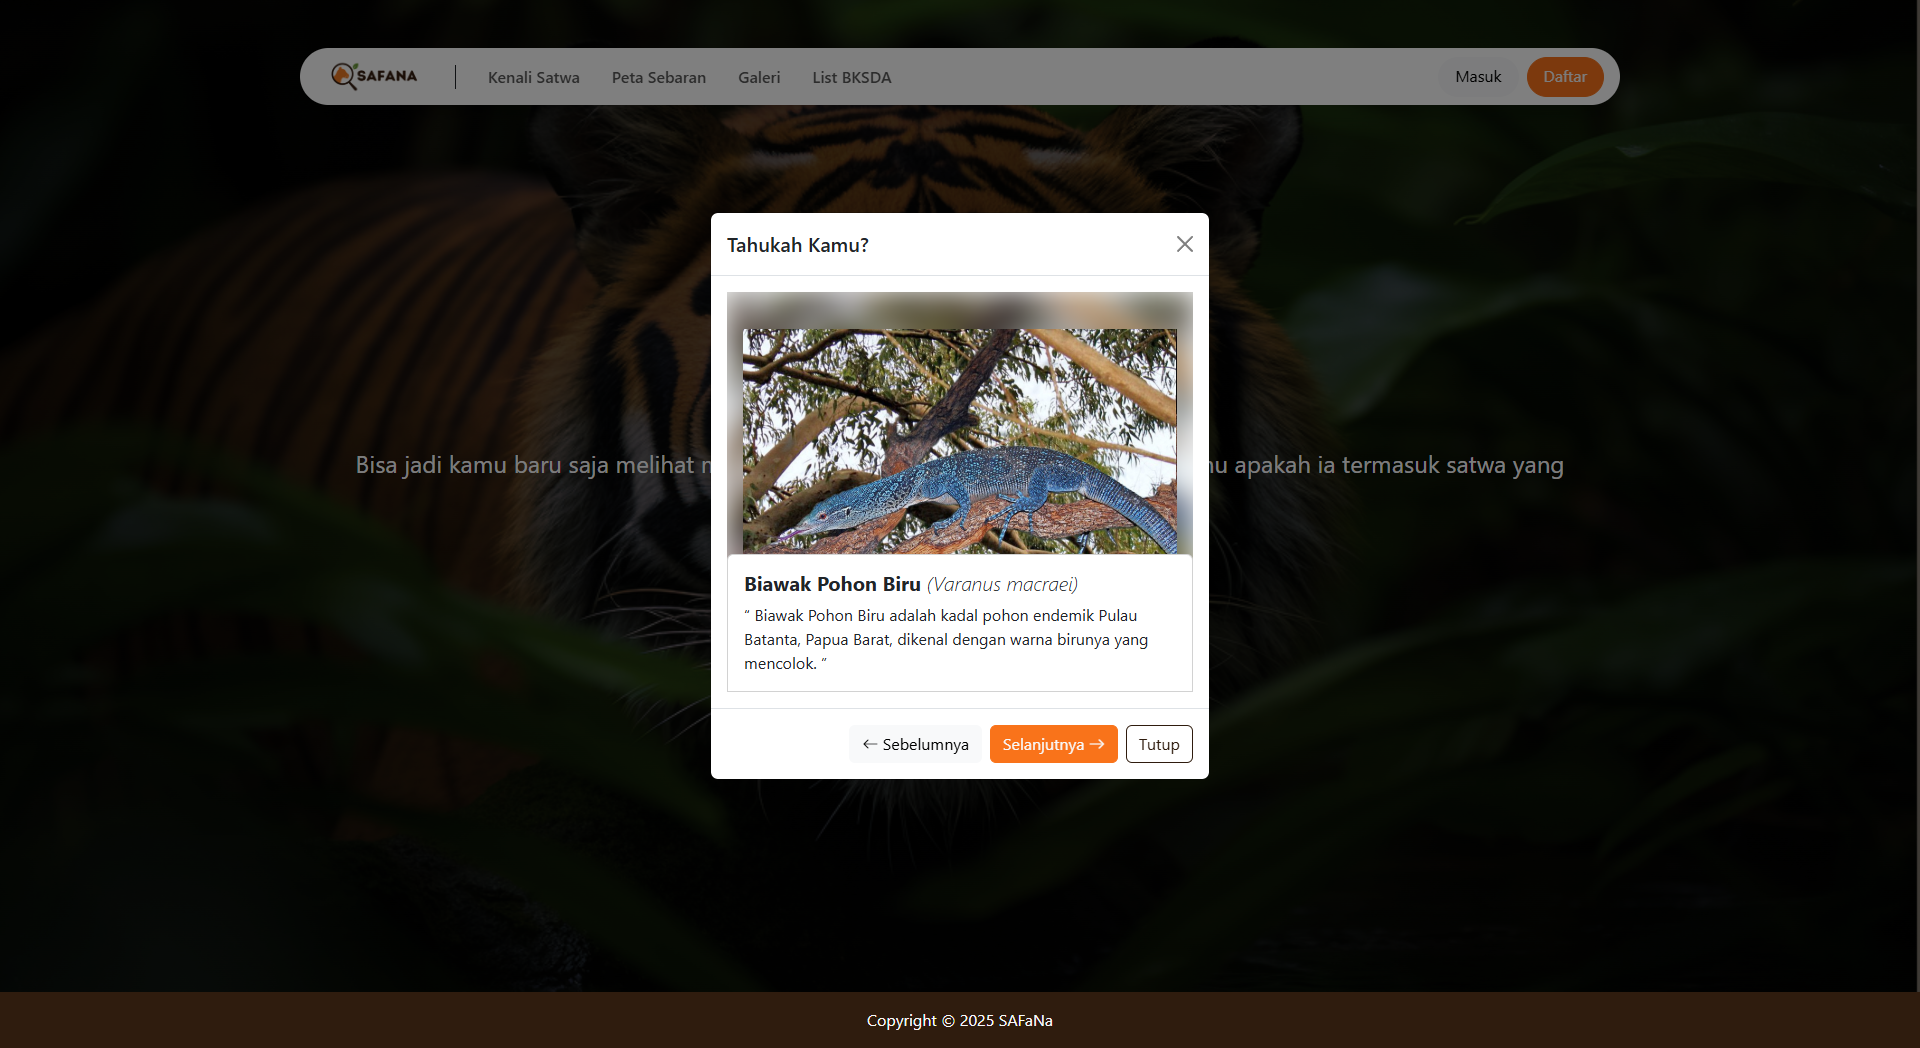 SAFANA
Kenali Satwa
Peta Sebaran
Galeri
List BKSDA
Masuk
Daftar
Tahukah Kamu?
Bisa jadi kamu baru saja melihat
apakah ia termasuk satwa yang
Biawak Pohon Biru (Varanus macraei)
“ Biawak Pohon Biru adalah kadal pohon endemik Pulau
Batanta, Papua Barat, dikenal dengan warna birunya yang
mencolok. ”
← Sebelumnya
Selanjutnya →
Tutup
Copyright © 2025 SAFaNa